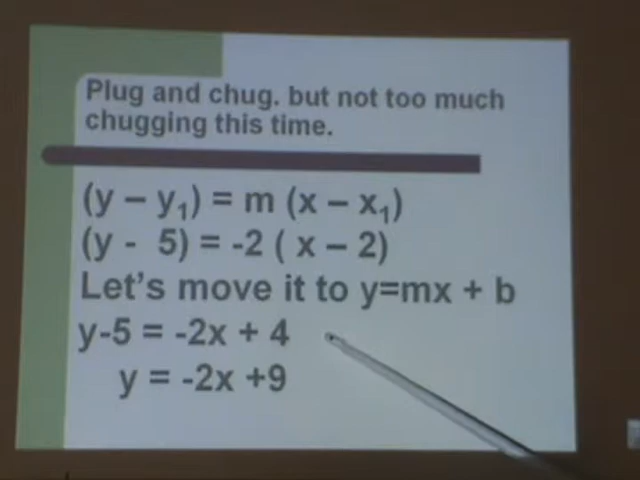 Plug and chug. but not too much
chugging this time.
(y – y₁) = m (x – x₁)
(y - 5) = -2 ( x – 2)
Let's move it to y=mx + b
y-5 = -2x + 4
y = -2x +9